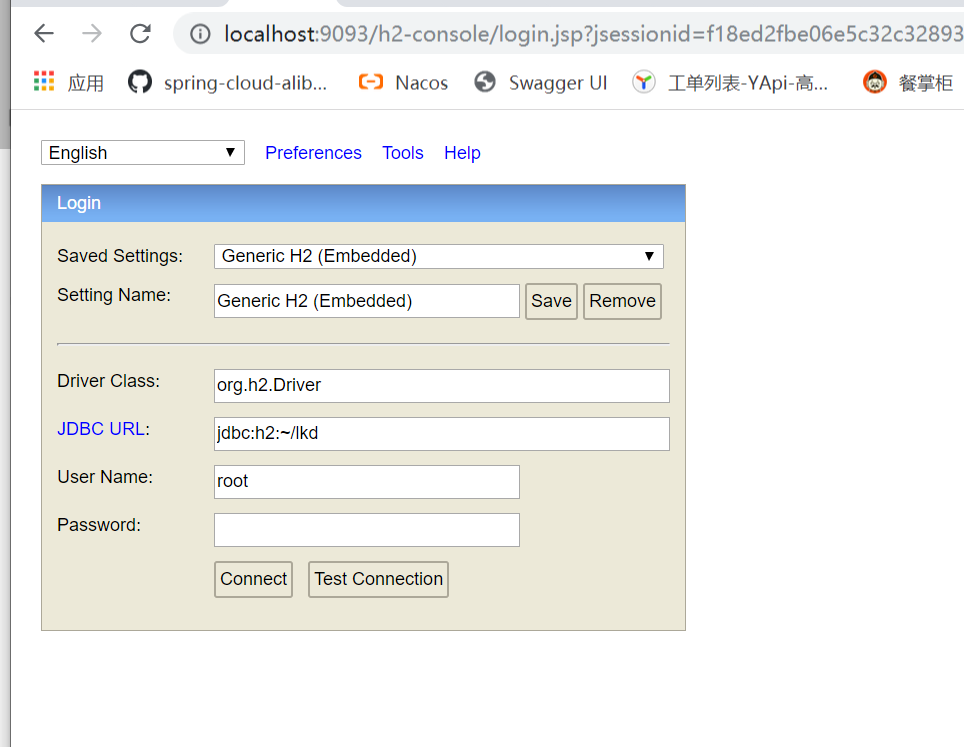 localhost:9093/h2-console/login.jsp?jsessionid=f18ed2fbe06e5c32c32893
应用 spring-cloud-alib... Nacos Swagger UI 工单列表-YApi-高... 餐掌柜
English Preferences Tools Help
Login
Saved Settings: Generic H2 (Embedded)
Setting Name: Generic H2 (Embedded) Save Remove
Driver Class: org.h2.Driver
JDBC URL: jdbc:h2:~/lkd
User Name: root
Password:
Connect Test Connection